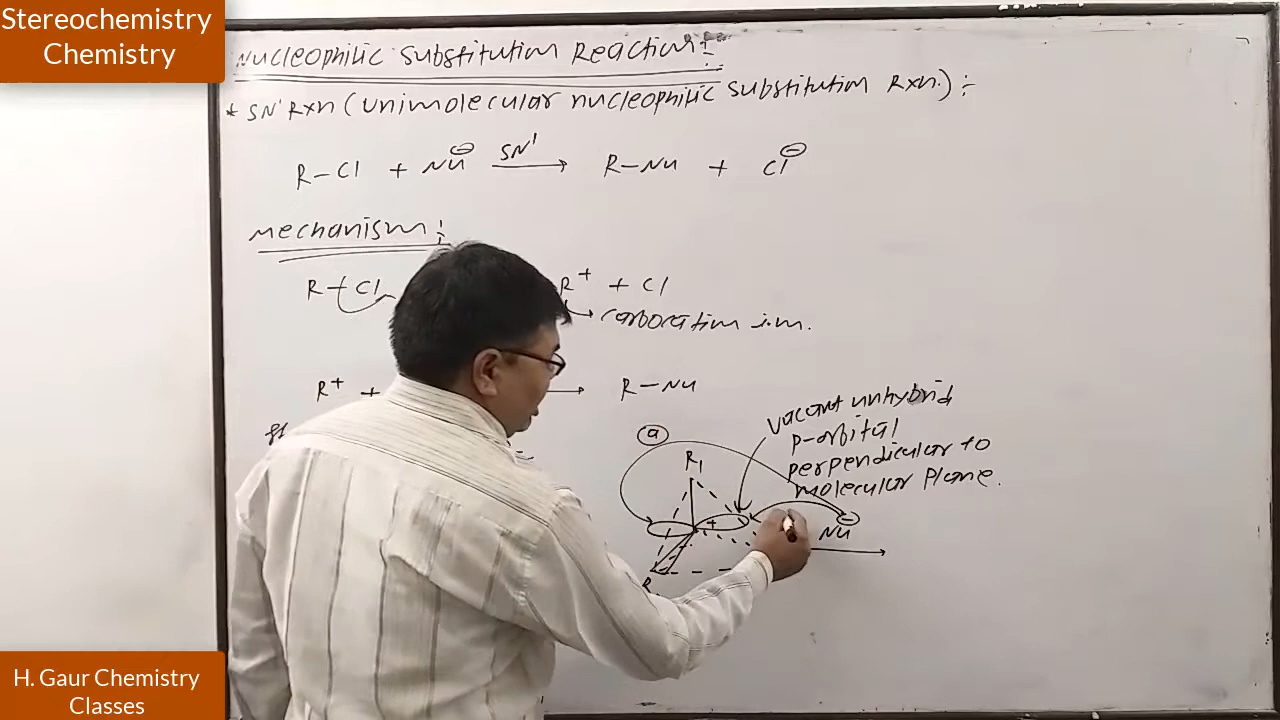 Stereochemistry
Chemistry
Nucleophilic Substitution Reaction:-
* SN¹ Rxn (Unimolecular nucleophilic substitution Rxn.) :-
R-Cl + Nu⊖ SN¹ → R-Nu + Cl⊖
Mechanism:-
R-Cl R⁺ + Cl
→ carbocation i.m.
R⁺ + → R-Nu
vacant unhybrid
p-orbital
perpendicular to
molecular plane.
a
R₁
+
⊖
Nu
R
H. Gaur Chemistry
Classes